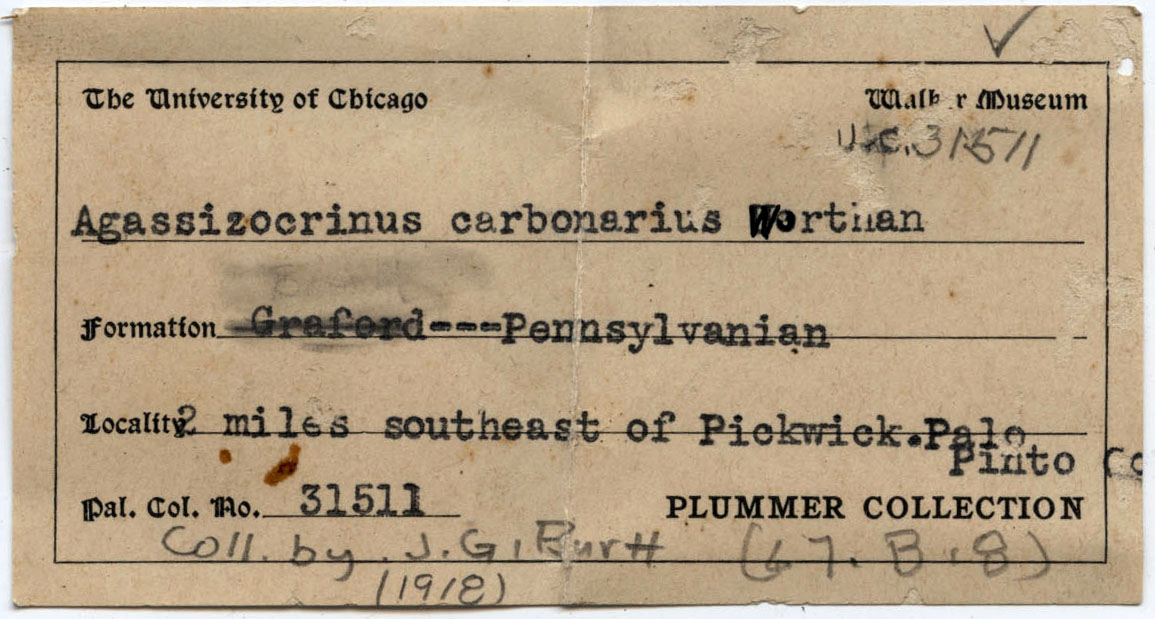 The University of Chicago Walker Museum
U.C. 31511
Agassizocrinus carbonarius Worthan
Formation Graford---Pennsylvanian
Locality 2 miles southeast of Pickwick.Palo
Pinto Co
Pal. Col. No. 31511 PLUMMER COLLECTION
Coll. by J.G. Burtt (67.B.8)
(1918)